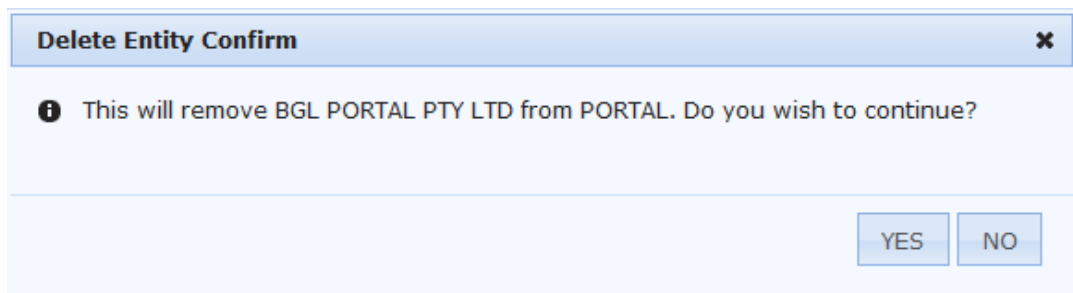 Delete Entity Confirm
This will remove BGL PORTAL PTY LTD from PORTAL. Do you wish to continue?
YES NO